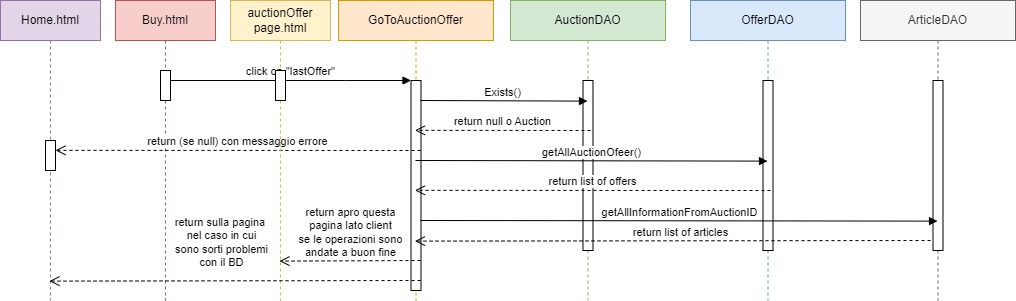 Home.html
Buy.html
auctionOffer
page.html
GoToAuctionOffer
AuctionDAO
OfferDAO
ArticleDAO
click on "lastOffer"
Exists()
return null o Auction
return (se null) con messaggio errore
getAllAuctionOfeer()
return list of offers
return apro questa
pagina lato client
se le operazioni sono
andate a buon fine
getAllInformationFromAuctionID
return sulla pagina
nel caso in cui
sono sorti problemi
con il BD
return list of articles